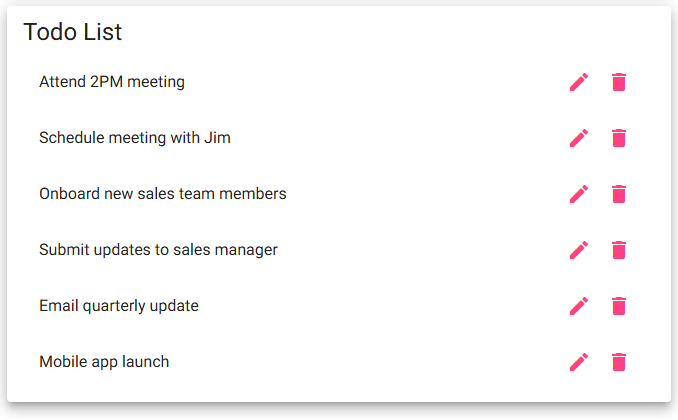 Todo List
Attend 2PM meeting
Schedule meeting with Jim
Onboard new sales team members
Submit updates to sales manager
Email quarterly update
Mobile app launch